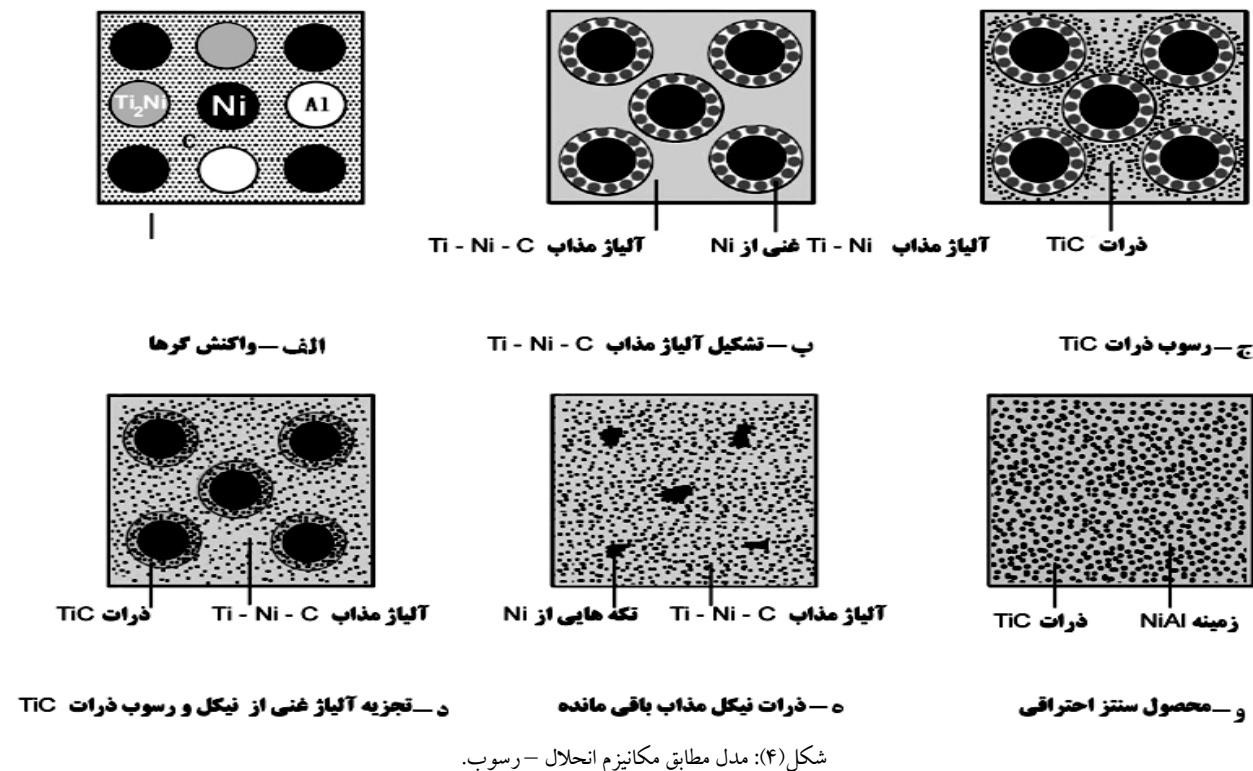 Ti2Ni Ni Al
C
آلیاژ مذاب Ti - Ni غنی از Ni
آلیاژ مذاب Ti - Ni - C
ذرات TiC
الف – واکنش گرها
ب – تشکیل آلیاژ مذاب Ti - Ni - C
ج – رسوب ذرات TiC
ذرات TiC
آلیاژ مذاب Ti - Ni - C
تکه هایی از Ni
آلیاژ مذاب Ti - Ni - C
ذرات TiC
زمینه NiAl
د – تجزیه آلیاژ غنی از نیکل و رسوب ذرات TiC
ه – ذرات نیکل مذاب باقی مانده
و – محصول سنتز احتراقی
شکل(۴): مدل مطابق مکانیزم انحلال – رسوب.